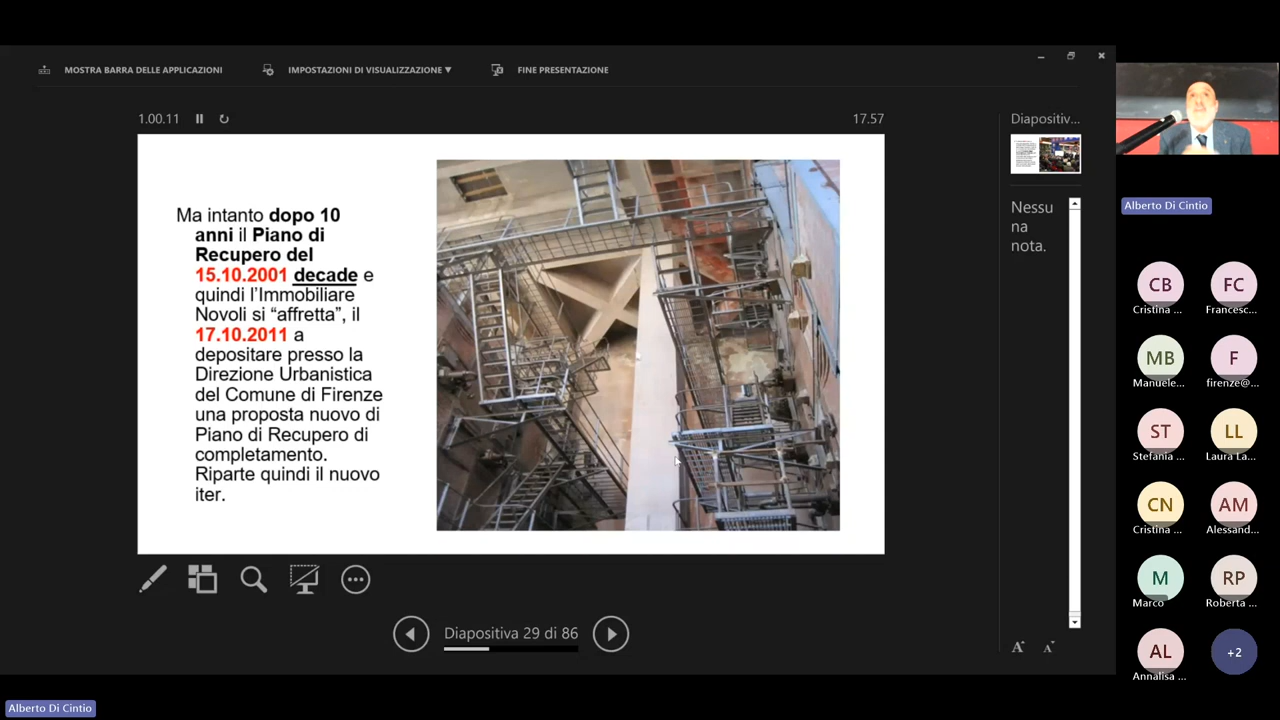 MOSTRA BARRA DELLE APPLICAZIONI
IMPOSTAZIONI DI VISUALIZZAZIONE ▼
FINE PRESENTAZIONE
1.00.11
17.57
Ma intanto dopo 10
anni il Piano di
Recupero del
15.10.2001 decade e
quindi l'Immobiliare
Novoli si “affretta”, il
17.10.2011 a
depositare presso la
Direzione Urbanistica
del Comune di Firenze
una proposta nuovo di
Piano di Recupero di
completamento.
Riparte quindi il nuovo
iter.
Diapositiva 29 di 86
Diapositiv...
Nessu
na
nota.
A
A
Alberto Di Cintio
CB
Cristina ...
FC
Francesc...
MB
Manuele...
F
firenze@...
ST
Stefania ...
LL
Laura La...
CN
Cristina ...
AM
Alessand...
M
Marco
RP
Roberta ...
AL
Annalisa ...
+2
Alberto Di Cintio